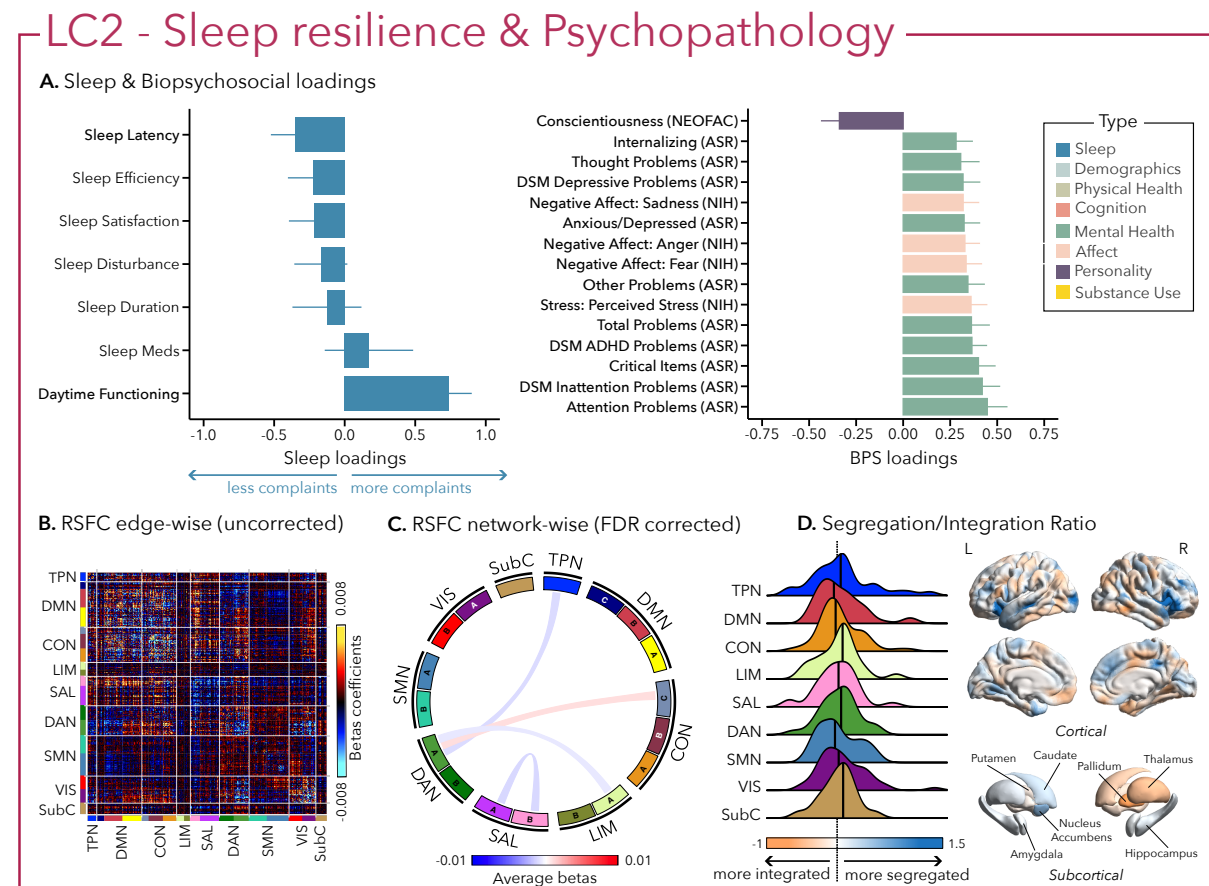 LC2 - Sleep resilience & Psychopathology
A. Sleep & Biopsychosocial loadings
Sleep Latency
Sleep Efficiency
Sleep Satisfaction
Sleep Disturbance
Sleep Duration
Sleep Meds
Daytime Functioning
-1.0 -0.5 0.0 0.5 1.0
Sleep loadings
less complaints more complaints
Conscientiousness (NEOFAC)
Internalizing (ASR)
Thought Problems (ASR)
DSM Depressive Problems (ASR)
Negative Affect: Sadness (NIH)
Anxious/Depressed (ASR)
Negative Affect: Anger (NIH)
Negative Affect: Fear (NIH)
Other Problems (ASR)
Stress: Perceived Stress (NIH)
Total Problems (ASR)
DSM ADHD Problems (ASR)
Critical Items (ASR)
DSM Inattention Problems (ASR)
Attention Problems (ASR)
-0.75 -0.50 -0.25 0.00 0.25 0.50 0.75
BPS loadings
Type
Sleep
Demographics
Physical Health
Cognition
Mental Health
Affect
Personality
Substance Use
B. RSFC edge-wise (uncorrected)
TPN
DMN
CON
LIM
SAL
DAN
SMN
VIS
SubC
TPN DMN CON LIM SAL DAN SMN VIS SubC
0.008
Betas coefficients
-0.008
C. RSFC network-wise (FDR corrected)
TPN
DMN
C
B
A
CON
C
B
A
LIM
A
B
SAL
B
A
DAN
B
A
SMN
B
A
VIS
B
A
SubC
-0.01 0.01
Average betas
D. Segregation/Integration Ratio
TPN
DMN
CON
LIM
SAL
DAN
SMN
VIS
SubC
-1 1.5
more integrated more segregated
L R
Cortical
Putamen
Caudate
Pallidum
Thalamus
Nucleus
Accumbens
Amygdala
Hippocampus
Subcortical